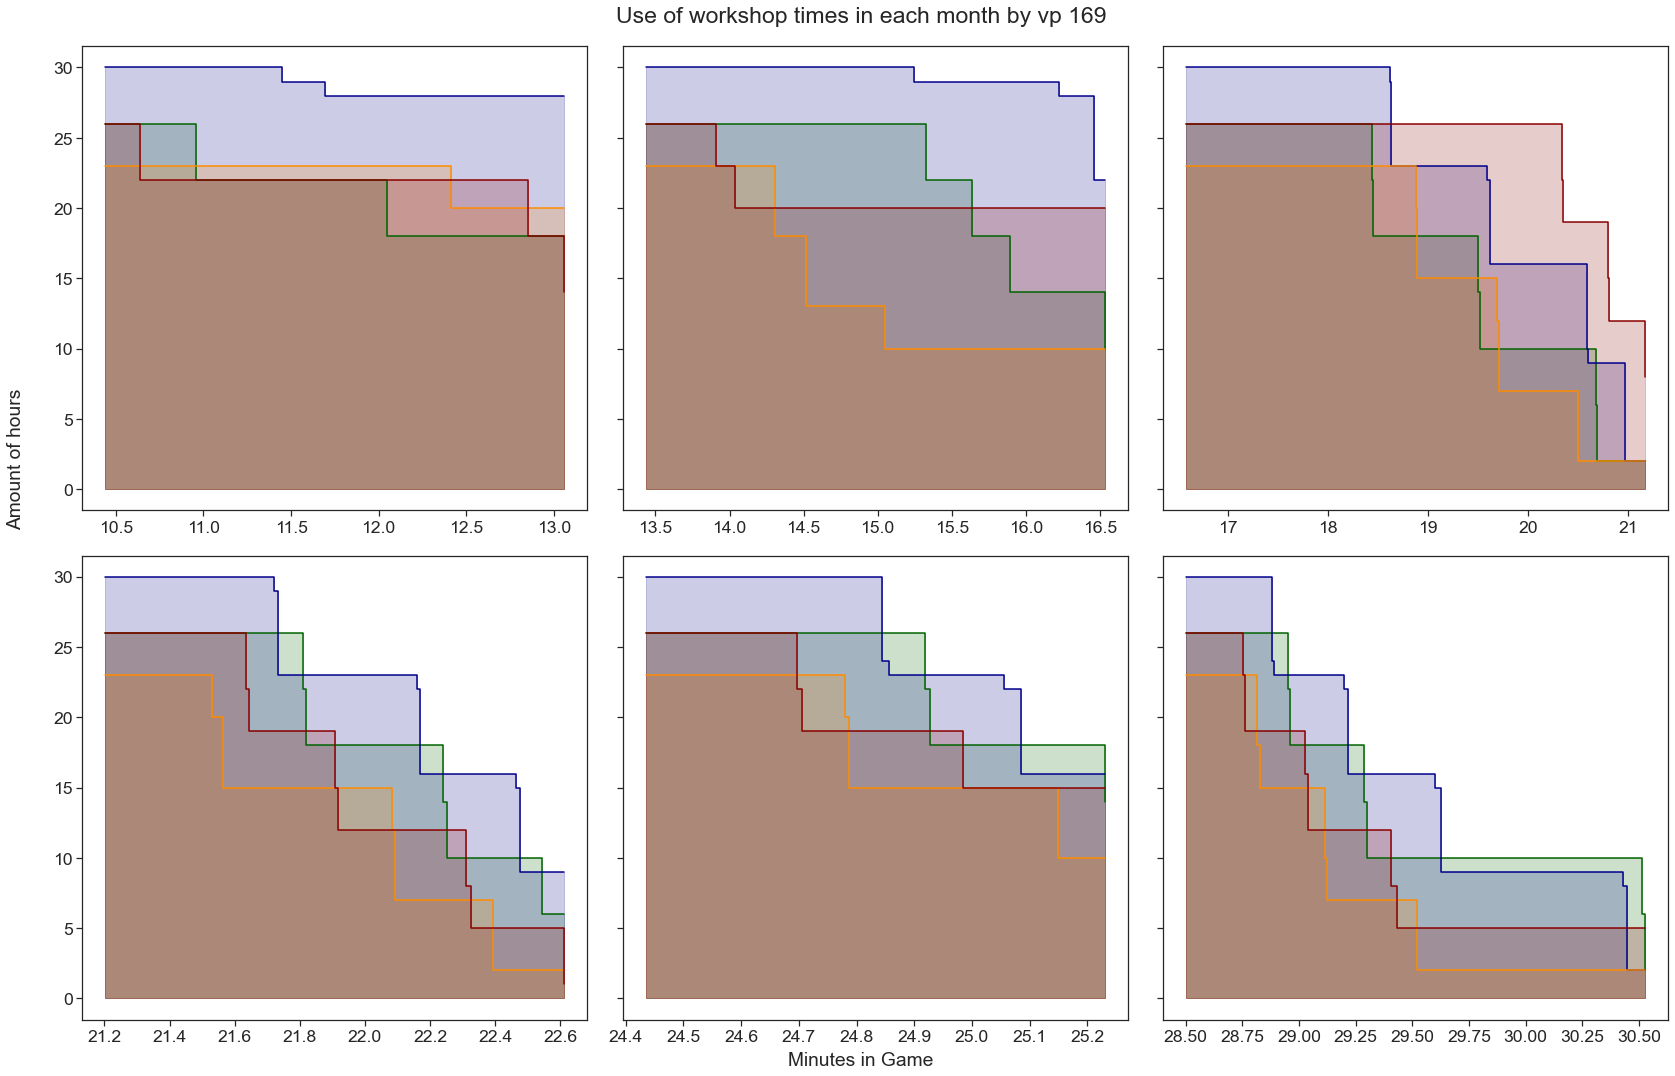 Use of workshop times in each month by vp 169
30
25
20
15
10
5
0
10.5 11.0 11.5 12.0 12.5 13.0
13.5 14.0 14.5 15.0 15.5 16.0 16.5
17 18 19 20 21
Amount of hours
30
25
20
15
10
5
0
21.2 21.4 21.6 21.8 22.0 22.2 22.4 22.6
24.4 24.5 24.6 24.7 24.8 24.9 25.0 25.1 25.2
28.50 28.75 29.00 29.25 29.50 29.75 30.00 30.25 30.50
Minutes in Game